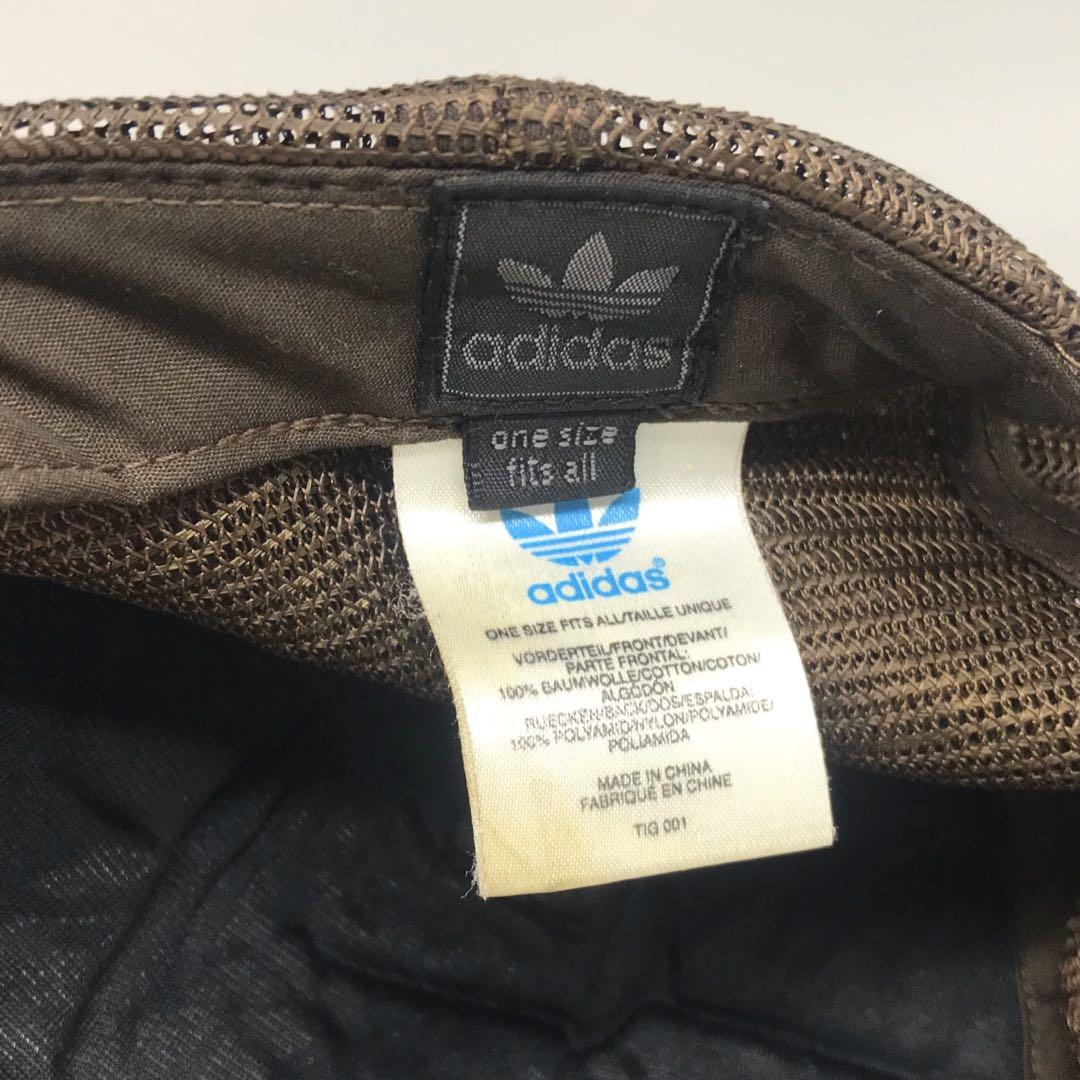 adidas
one size
fits all
adidas®
ONE SIZE FITS ALL/TAILLE UNIQUE
VORDERTEIL/FRONT/DEVANT/
PARTE FRONTAL:
100% BAUMWOLLE/COTTON/COTON/
ALGODÓN
RUECKEN/BACK/DOS/ESPALDA:
100% POLYAMID/NYLON/POLYAMIDE/
POLIAMIDA
MADE IN CHINA
FABRIQUÉ EN CHINE
TIG 001